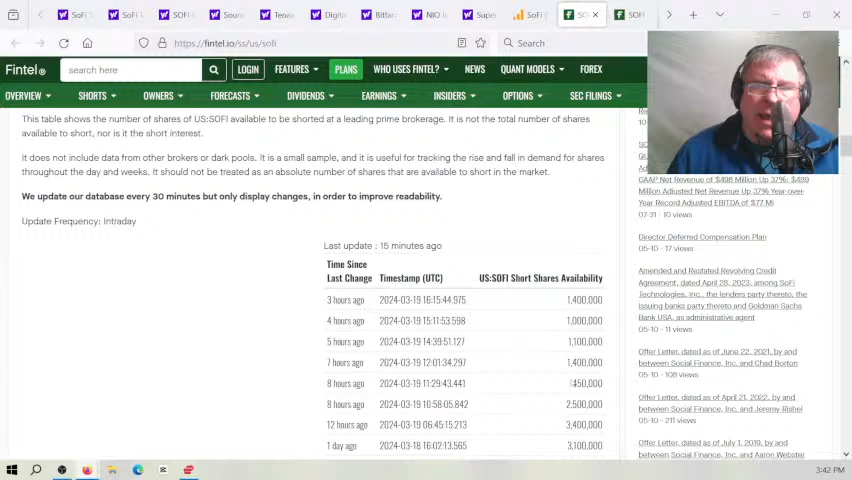 SoFi T
SOFI
Soun
Tenav
Digita
Bitfar
NIO I
Super
SoFi (
SO
SOFI
https://fintel.io/ss/us/sofi
Search
Fintel
search here
LOGIN
FEATURES
PLANS
WHO USES FINTEL?
NEWS
QUANT MODELS
FOREX
OVERVIEW
SHORTS
OWNERS
FORECASTS
DIVIDENDS
EARNINGS
INSIDERS
OPTIONS
SEC FILINGS
This table shows the number of shares of US:SOFI available to be shorted at a leading prime brokerage. It is not the total number of shares
available to short, nor is it the short interest.
It does not include data from other brokers or dark pools. It is a small sample, and it is useful for tracking the rise and fall in demand for shares
throughout the day and weeks. It should not be treated as an absolute number of shares that are available to short in the market.
We update our database every 30 minutes but only display changes, in order to improve readability.
Update Frequency: Intraday
Last update : 15 minutes ago
Time Since
Last Change Timestamp (UTC) US:SOFI Short Shares Availability
3 hours ago 2024-03-19 16:15:44.975 1,400,000
4 hours ago 2024-03-19 15:11:53.598 1,000,000
5 hours ago 2024-03-19 14:39:51.127 1,100,000
7 hours ago 2024-03-19 12:01:34.297 1,400,000
8 hours ago 2024-03-19 11:29:43.441 450,000
8 hours ago 2024-03-19 10:58:05.842 2,500,000
12 hours ago 2024-03-19 06:45:15.213 3,400,000
1 day ago 2024-03-18 16:02:13.565 3,100,000
GAAP Net Revenue of $498 Million Up 37%; $489
Million Adjusted Net Revenue Up 37% Year-over-
Year Record Adjusted EBITDA of $77 Mi
07-31 - 10 views
Director Deferred Compensation Plan
05-10 - 17 views
Amended and Restated Revolving Credit
Agreement, dated April 28, 2023, among SoFi
Technologies, Inc., the lenders party thereto, the
issuing banks party thereto and Goldman Sachs
Bank USA, as administrative agent
05-10 - 11 views
Offer Letter, dated as of June 22, 2021, by and
between Social Finance, Inc. and Chad Borton
05-10 - 108 views
Offer Letter, dated as of April 21, 2022, by and
between Social Finance, Inc. and Jeremy Rishel
05-10 - 211 views
Offer Letter, dated as of July 1, 2019, by and
between Social Finance, Inc. and Aaron Webster
3:42 PM